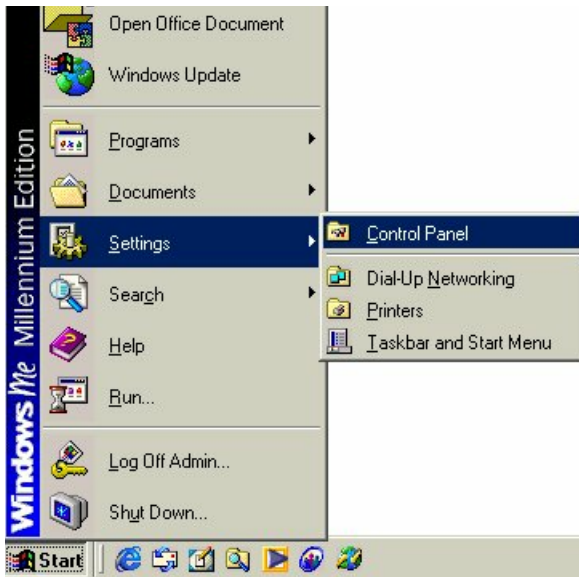 Open Office Document
Windows Update
Programs
Documents
Settings
Search
Help
Run...
Log Off Admin...
Shut Down...
Control Panel
Dial-Up Networking
Printers
Taskbar and Start Menu
Windows Me Millennium Edition
Start